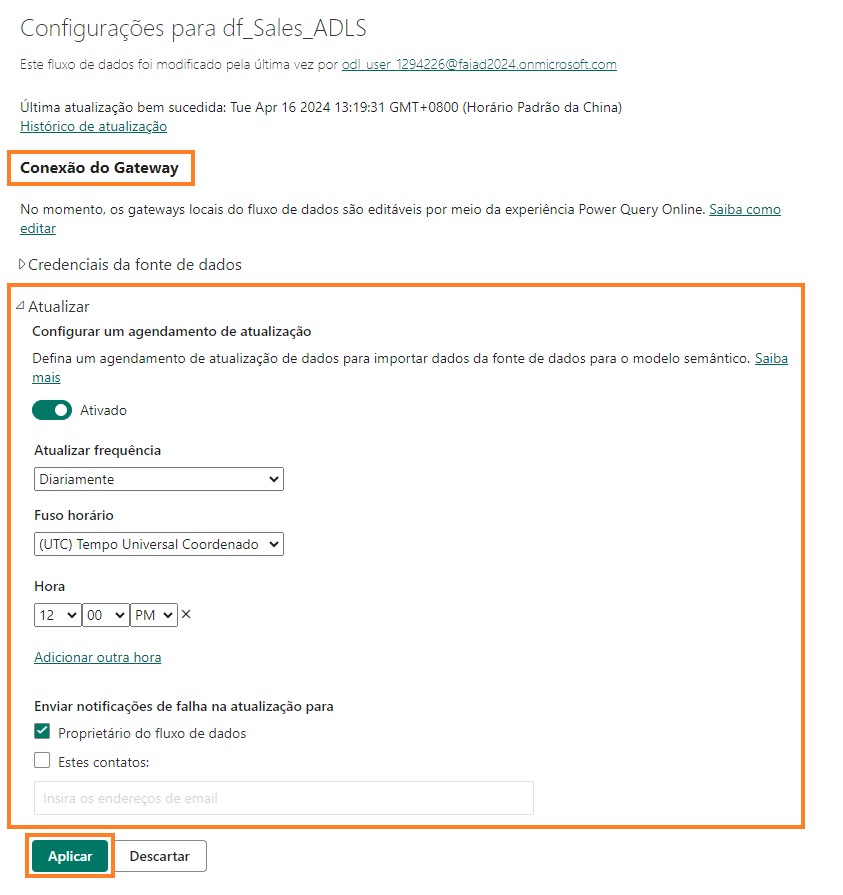 Configurações para df_Sales_ADLS
Este fluxo de dados foi modificado pela última vez por odl_user_1294226@faiad2024.onmicrosoft.com
Última atualização bem sucedida: Tue Apr 16 2024 13:19:31 GMT+0800 (Horário Padrão da China)
Histórico de atualização
Conexão do Gateway
No momento, os gateways locais do fluxo de dados são editáveis por meio da experiência Power Query Online. Saiba como
editar
Credenciais da fonte de dados
Atualizar
Configurar um agendamento de atualização
Defina um agendamento de atualização de dados para importar dados da fonte de dados para o modelo semântico. Saiba
mais
Ativado
Atualizar frequência
Diariamente
Fuso horário
(UTC) Tempo Universal Coordenado
Hora
12 00 PM
Adicionar outra hora
Enviar notificações de falha na atualização para
Proprietário do fluxo de dados
Estes contatos:
Insira os endereços de email
Aplicar Descartar